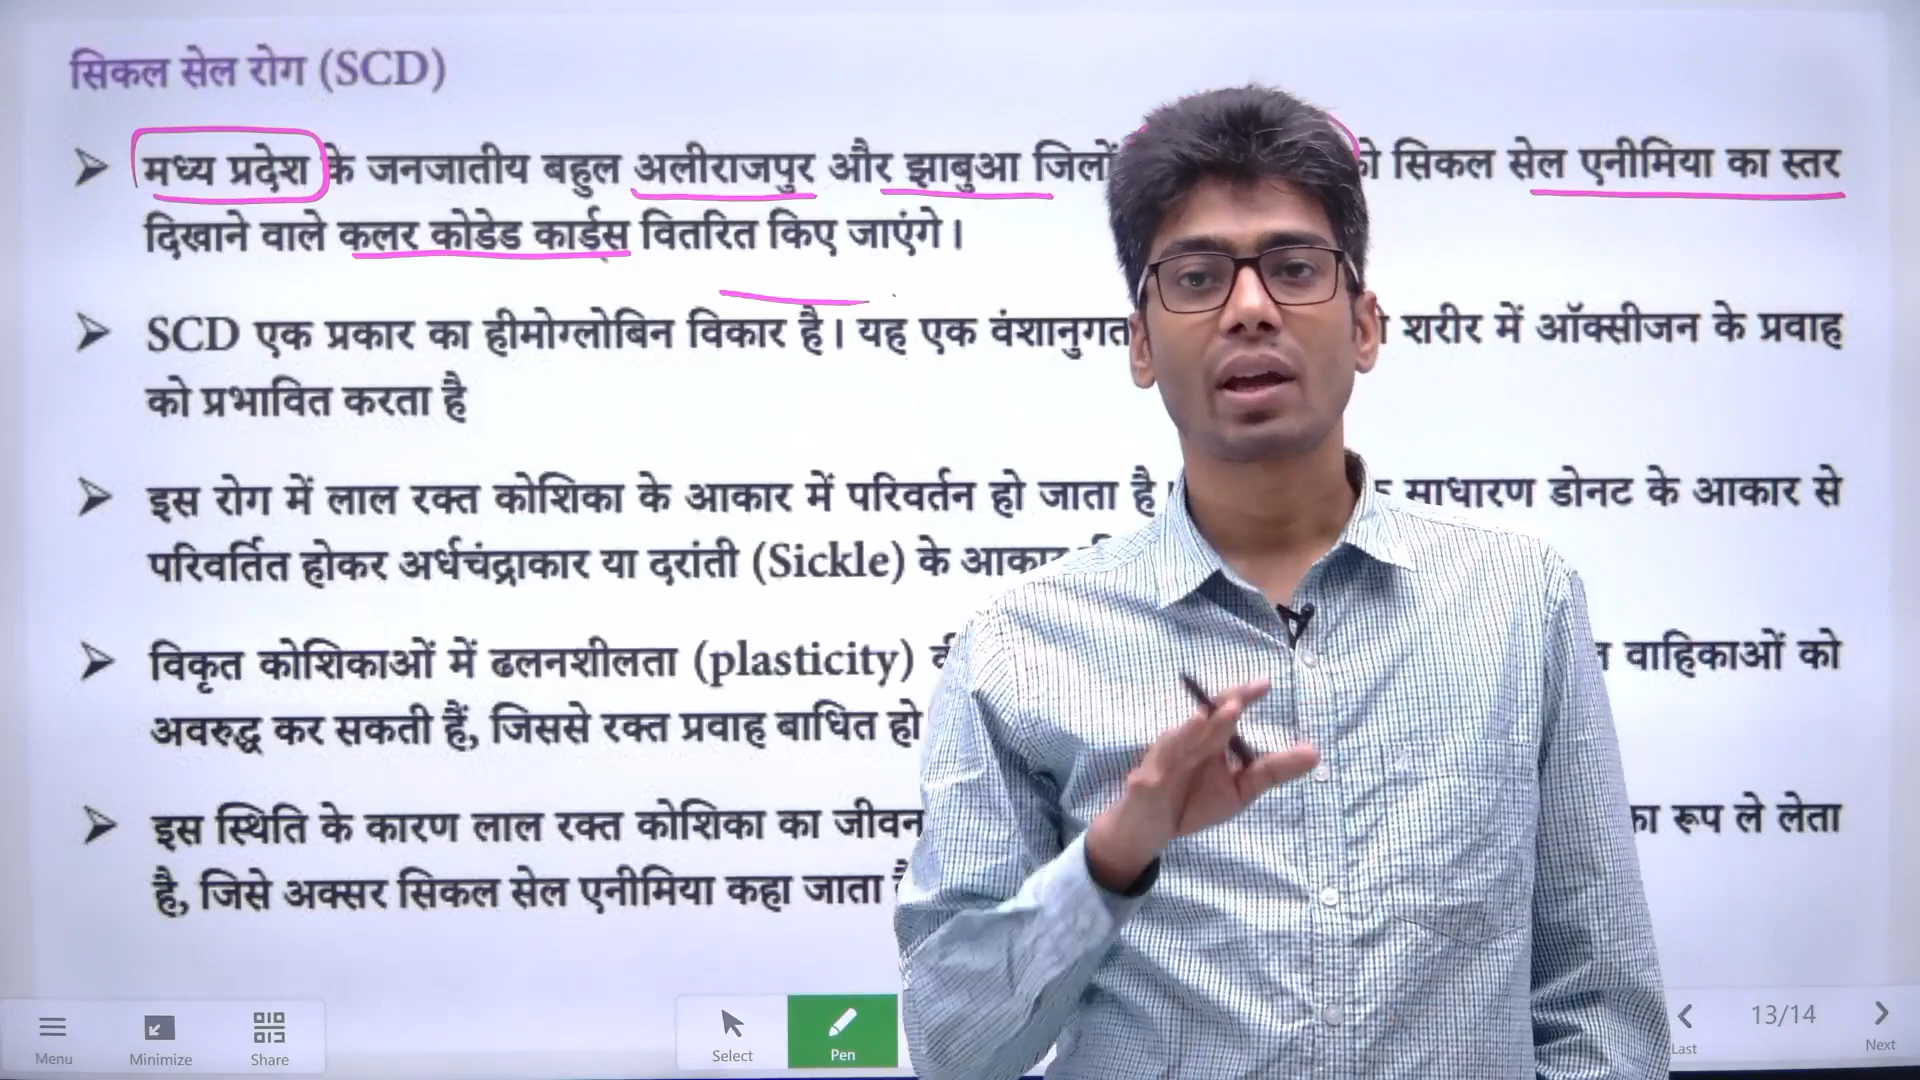 सिकल सेल रोग (SCD)
मध्य प्रदेश के जनजातीय बहुल अलीराजपुर और झाबुआ जिलों सिकल सेल एनीमिया का स्तर
दिखाने वाले कलर कोडेड कार्ड्स वितरित किए जाएंगे।
SCD एक प्रकार का हीमोग्लोबिन विकार है। यह एक वंशानुगत शरीर में ऑक्सीजन के प्रवाह
को प्रभावित करता है
इस रोग में लाल रक्त कोशिका के आकार में परिवर्तन हो जाता है। डोनट के आकार से
परिवर्तित होकर अर्धचंद्राकार या दरांती (Sickle) के
विकृत कोशिकाओं में ढलनशीलता (plasticity) वाहिकाओं को
अवरुद्ध कर सकती हैं, जिससे रक्त प्रवाह बाधित हो
इस स्थिति के कारण लाल रक्त कोशिका का रूप ले लेता
है, जिसे अक्सर सिकल सेल एनीमिया कहा जाता
Menu Minimize Share Select Pen Last 13/14 Next